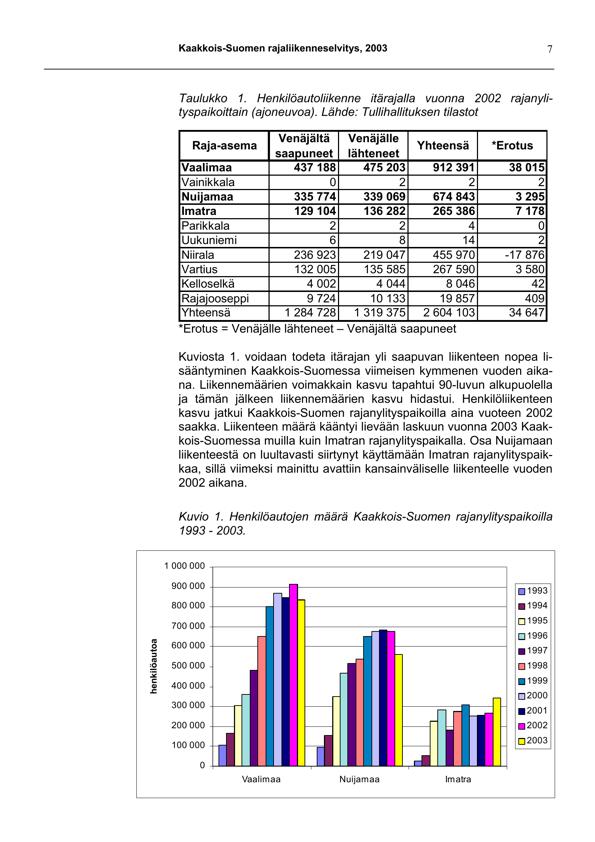 Kaakkois-Suomen rajaliikenneselvitys, 2003 7
Taulukko 1. Henkilöautoliikenne itärajalla vuonna 2002 rajanyli-
tyspaikoittain (ajoneuvoa). Lähde: Tullihallituksen tilastot
Raja-asema Venäjältä saapuneet Venäjälle lähteneet Yhteensä *Erotus
Vaalimaa 437 188 475 203 912 391 38 015
Vainikkala 0 2 2 2
Nuijamaa 335 774 339 069 674 843 3 295
Imatra 129 104 136 282 265 386 7 178
Parikkala 2 2 4 0
Uukuniemi 6 8 14 2
Niirala 236 923 219 047 455 970 -17 876
Vartius 132 005 135 585 267 590 3 580
Kelloselkä 4 002 4 044 8 046 42
Rajajooseppi 9 724 10 133 19 857 409
Yhteensä 1 284 728 1 319 375 2 604 103 34 647
*Erotus = Venäjälle lähteneet – Venäjältä saapuneet
Kuviosta 1. voidaan todeta itärajan yli saapuvan liikenteen nopea li-
sääntyminen Kaakkois-Suomessa viimeisen kymmenen vuoden aika-
na. Liikennemäärien voimakkain kasvu tapahtui 90-luvun alkupuolella
ja tämän jälkeen liikennemäärien kasvu hidastui. Henkilöliikenteen
kasvu jatkui Kaakkois-Suomen rajanylityspaikoilla aina vuoteen 2002
saakka. Liikenteen määrä kääntyi lievään laskuun vuonna 2003 Kaak-
kois-Suomessa muilla kuin Imatran rajanylityspaikalla. Osa Nuijamaan
liikenteestä on luultavasti siirtynyt käyttämään Imatran rajanylityspaik-
kaa, sillä viimeksi mainittu avattiin kansainväliselle liikenteelle vuoden
2002 aikana.
Kuvio 1. Henkilöautojen määrä Kaakkois-Suomen rajanylityspaikoilla
1993 - 2003.
henkilöautoa
1 000 000
900 000
800 000
700 000
600 000
500 000
400 000
300 000
200 000
100 000
0
Vaalimaa Nuijamaa Imatra
1993
1994
1995
1996
1997
1998
1999
2000
2001
2002
2003